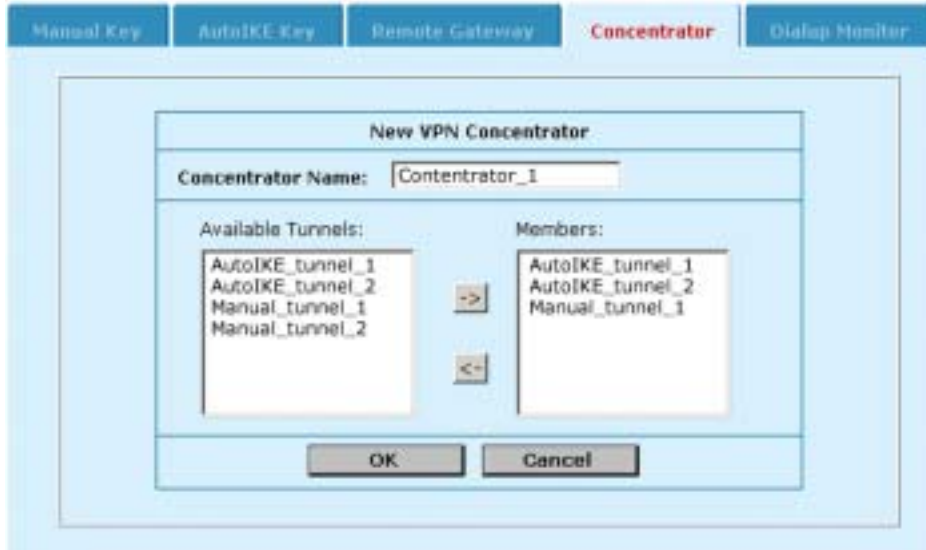 Manual Key AutoIKE Key Remote Gateway Concentrator Dialup Monitor
New VPN Concentrator
Concentrator Name: Contentrator_1
Available Tunnels: Members:
AutoIKE_tunnel_1 AutoIKE_tunnel_1
AutoIKE_tunnel_2 AutoIKE_tunnel_2
Manual_tunnel_1 Manual_tunnel_1
Manual_tunnel_2
->
<-
OK Cancel